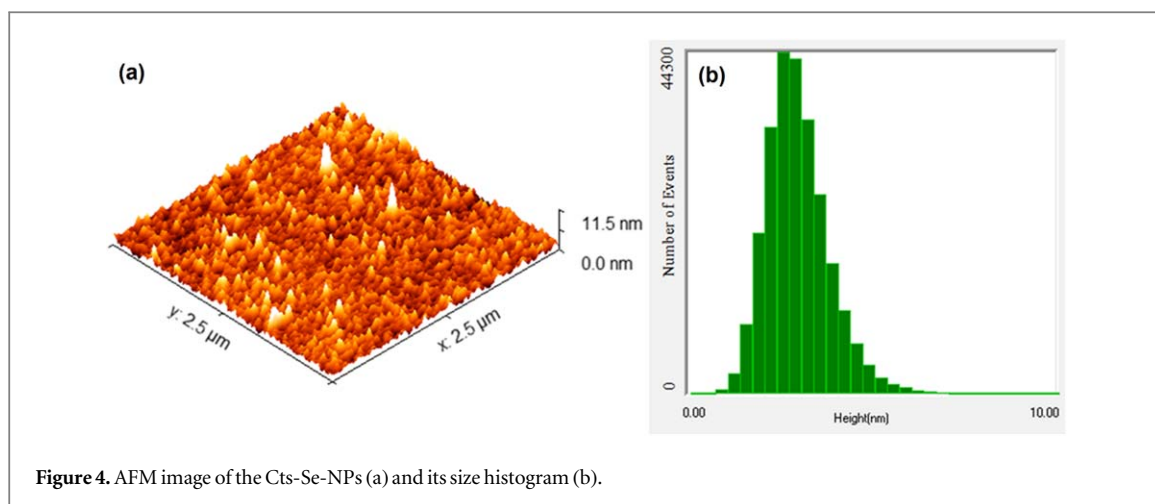 (a)
11.5 nm
0.0 nm
y: 2.5 µm
x: 2.5 µm
(b)
44300
Number of Events
0
0.00
10.00
Height(nm)
Figure 4. AFM image of the Cts-Se-NPs (a) and its size histogram (b).